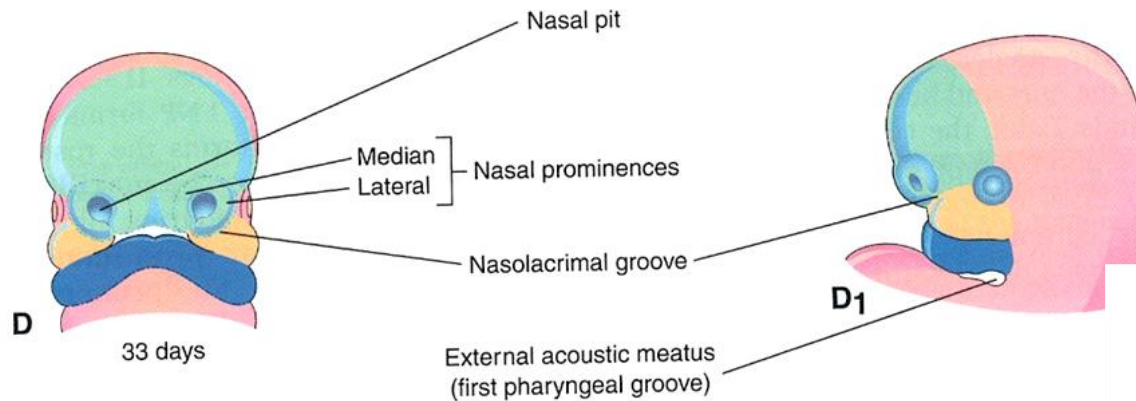 Nasal pit
Median
Lateral
Nasal prominences
Nasolacrimal groove
D
33 days
D1
External acoustic meatus
(first pharyngeal groove)